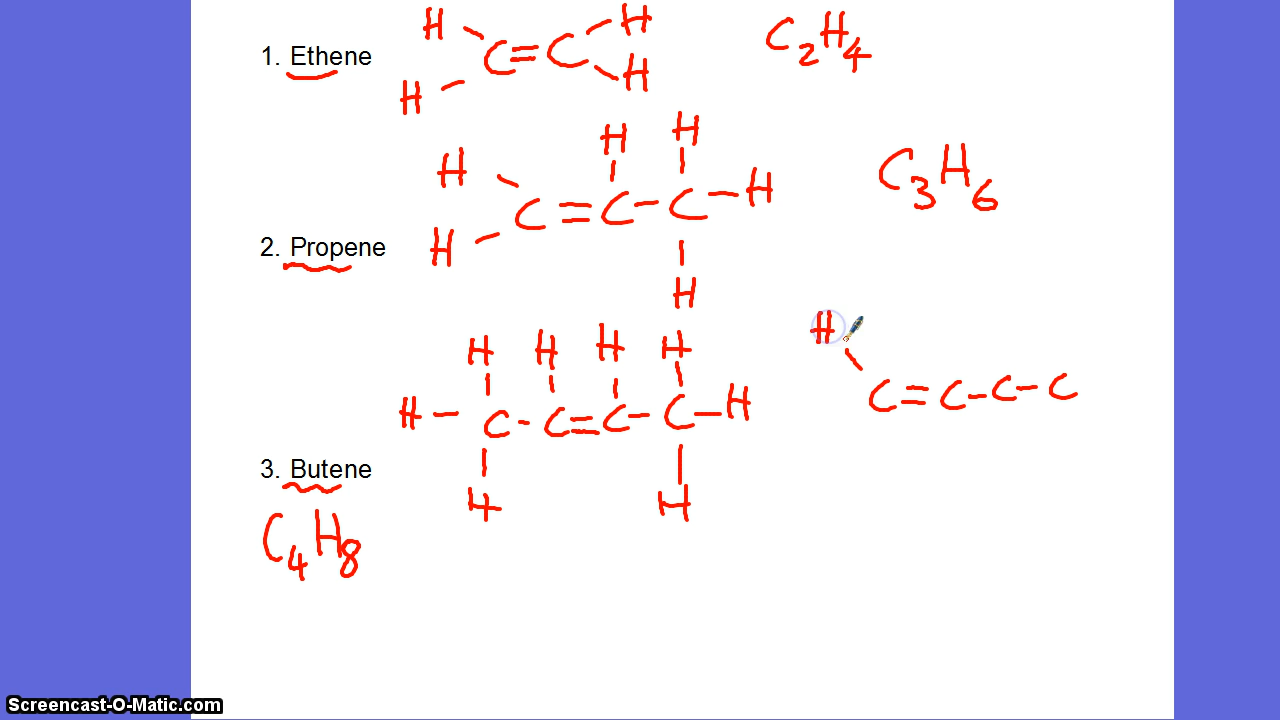 H H
1. Ethene C=C C₂H₄
H H
H H
H C₃H₆
C=C-C-H
2. Propene H
H
H H H H H
H-C-C=C-C-H C=C-C-C
3. Butene
H H
C₄H₈
Screencast-O-Matic.com